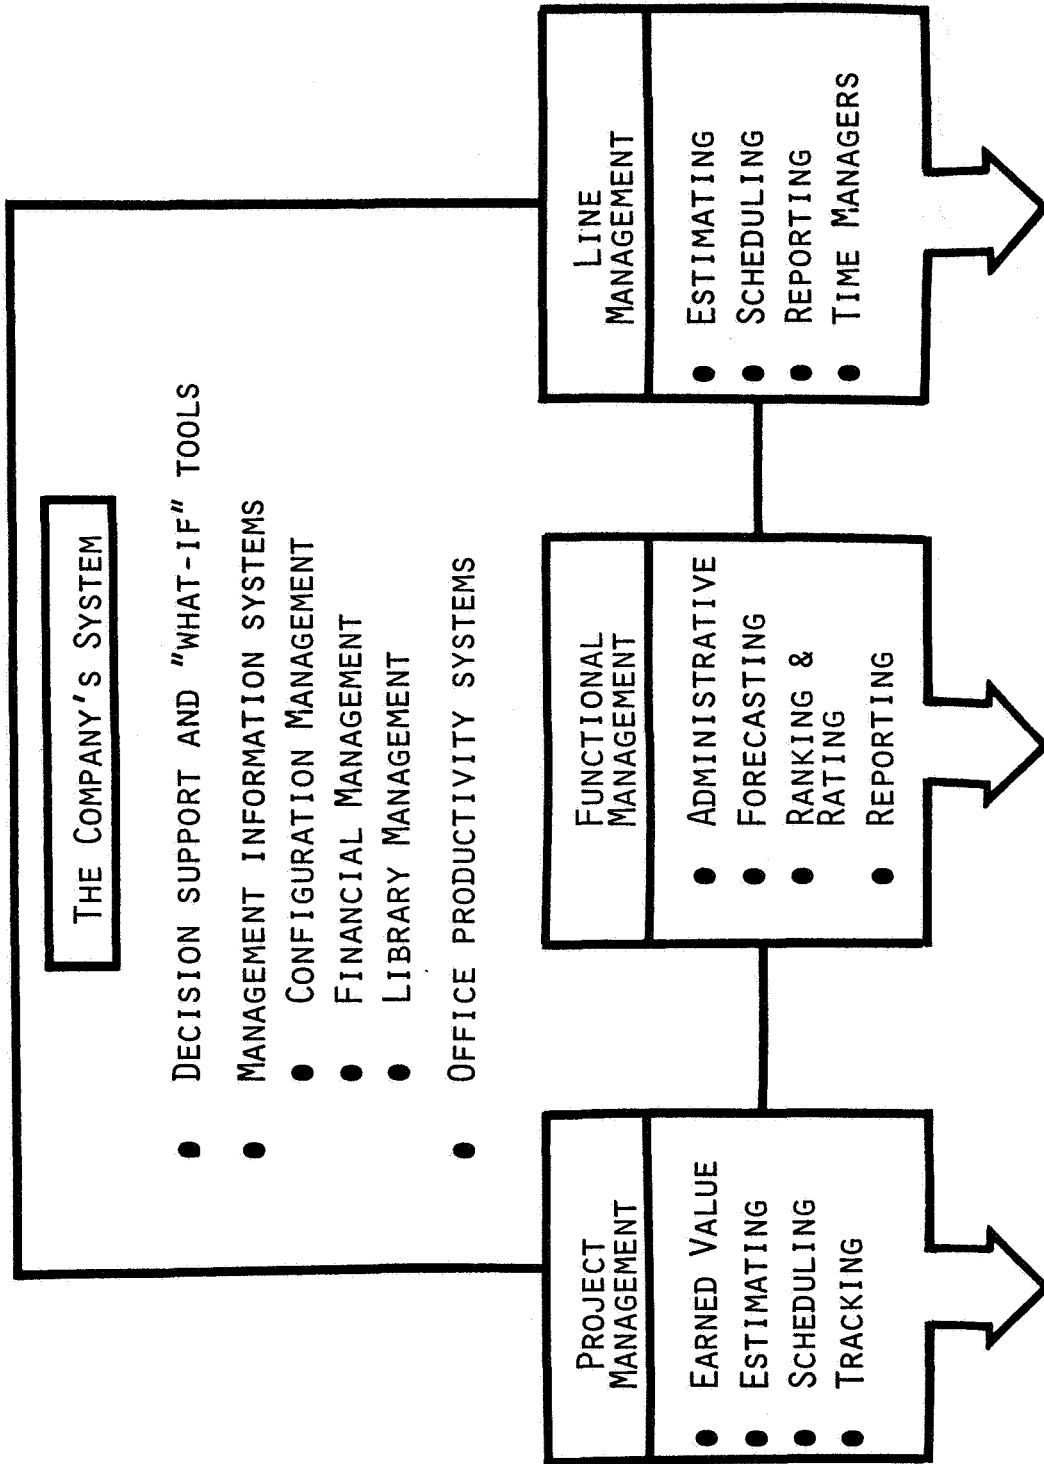 THE COMPANY'S SYSTEM
● DECISION SUPPORT AND "WHAT-IF" TOOLS
● MANAGEMENT INFORMATION SYSTEMS
● CONFIGURATION MANAGEMENT
● FINANCIAL MANAGEMENT
● LIBRARY MANAGEMENT
● OFFICE PRODUCTIVITY SYSTEMS
PROJECT
MANAGEMENT
● EARNED VALUE
● ESTIMATING
● SCHEDULING
● TRACKING
FUNCTIONAL
MANAGEMENT
● ADMINISTRATIVE
● FORECASTING
● RANKING &
RATING
● REPORTING
LINE
MANAGEMENT
● ESTIMATING
● SCHEDULING
● REPORTING
● TIME MANAGERS